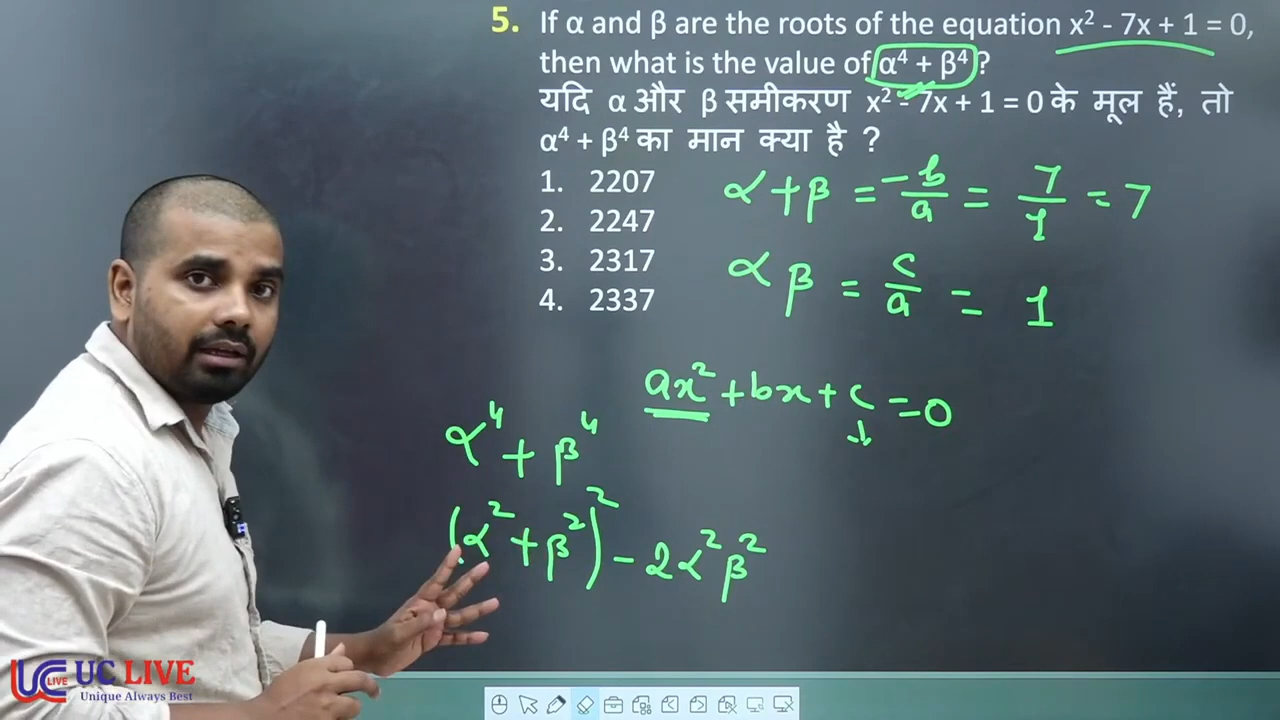 5. If α and β are the roots of the equation x² - 7x + 1 = 0,
then what is the value of α⁴ + β⁴ ?
यदि α और β समीकरण x² - 7x + 1 = 0 के मूल हैं, तो
α⁴ + β⁴ का मान क्या है ?
1. 2207
2. 2247
3. 2317
4. 2337
α + β = -b/a = 7/1 = 7
α β = c/a = 1
ax² + bx + c = 0
α⁴ + β⁴
(α² + β²)² - 2α²β²
UC LIVE UC LIVE
Unique Always Best